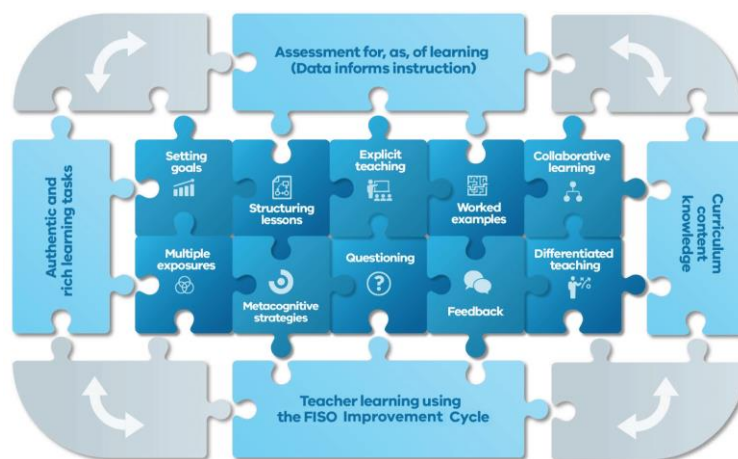 Assessment for, as, of learning
(Data informs instruction)
Authentic and
rich learning tasks
Setting
goals
Structuring
lessons
Explicit
teaching
Worked
examples
Collaborative
learning
Multiple
exposures
Metacognitive
strategies
Questioning
?
Feedback
Differentiated
teaching
Curriculum
content
knowledge
Teacher learning using
the FISO Improvement Cycle